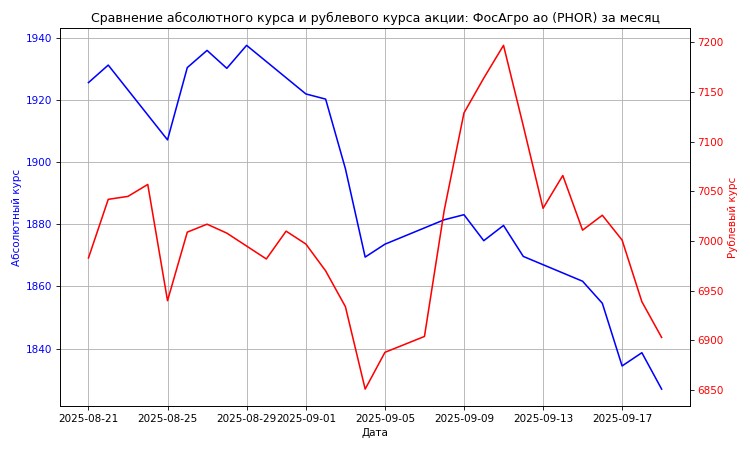 Сравнение абсолютного курса и рублевого курса акции: ФосАгро ао (PHOR) за месяц
1940
1920
1900
1880
1860
1840
Абсолютный курс
7200
7150
7100
7050
7000
6950
6900
6850
Рублевый курс
2025-08-21 2025-08-25 2025-08-29 2025-09-01 2025-09-05 2025-09-09 2025-09-13 2025-09-17
Дата